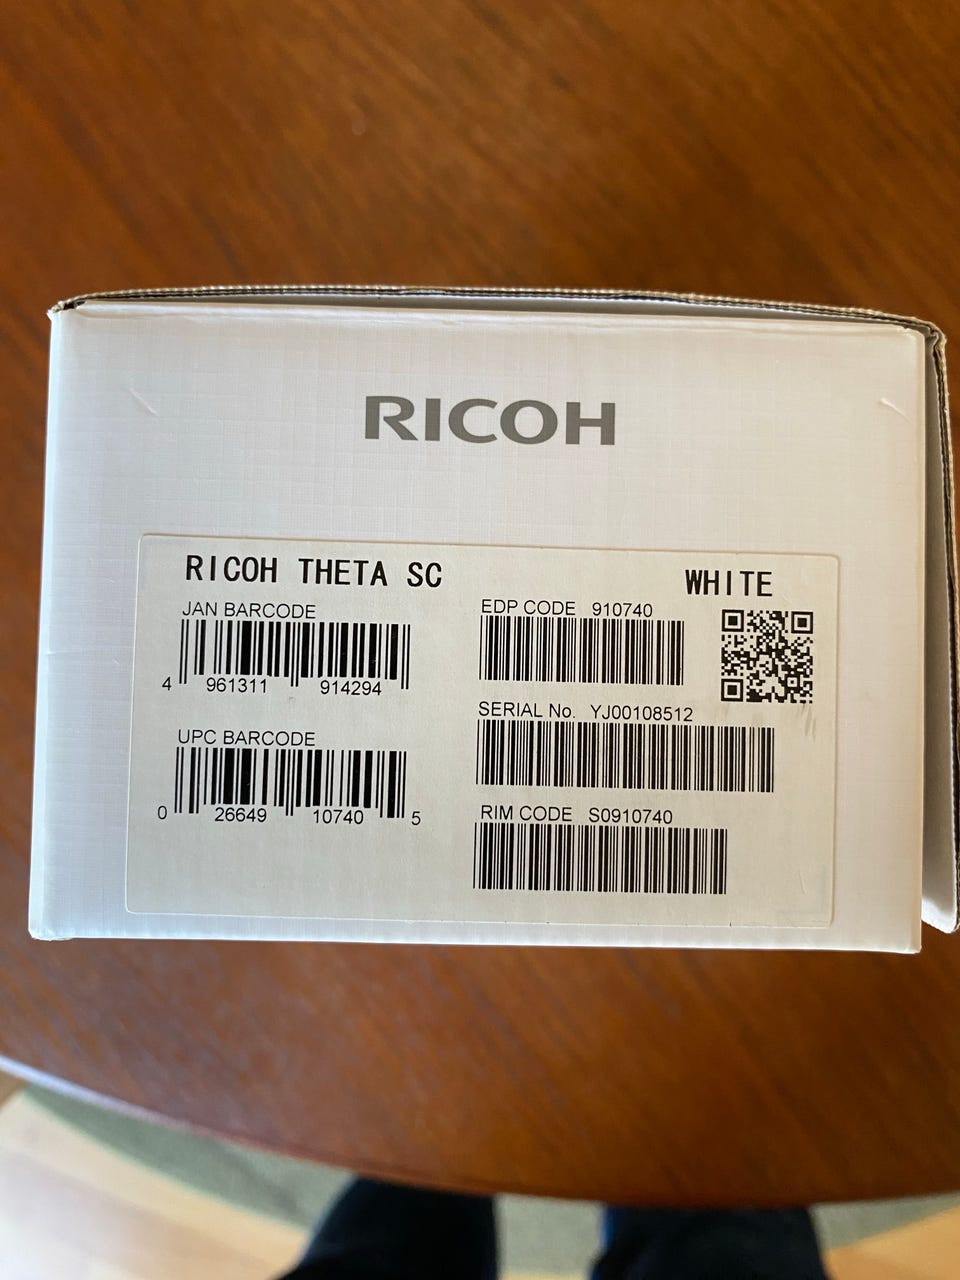 RICOH
RICOH THETA SC
WHITE
JAN BARCODE
4 961311 914294
UPC BARCODE
0 26649 10740 5
EDP CODE 910740
SERIAL No. YJ00108512
RIM CODE S0910740